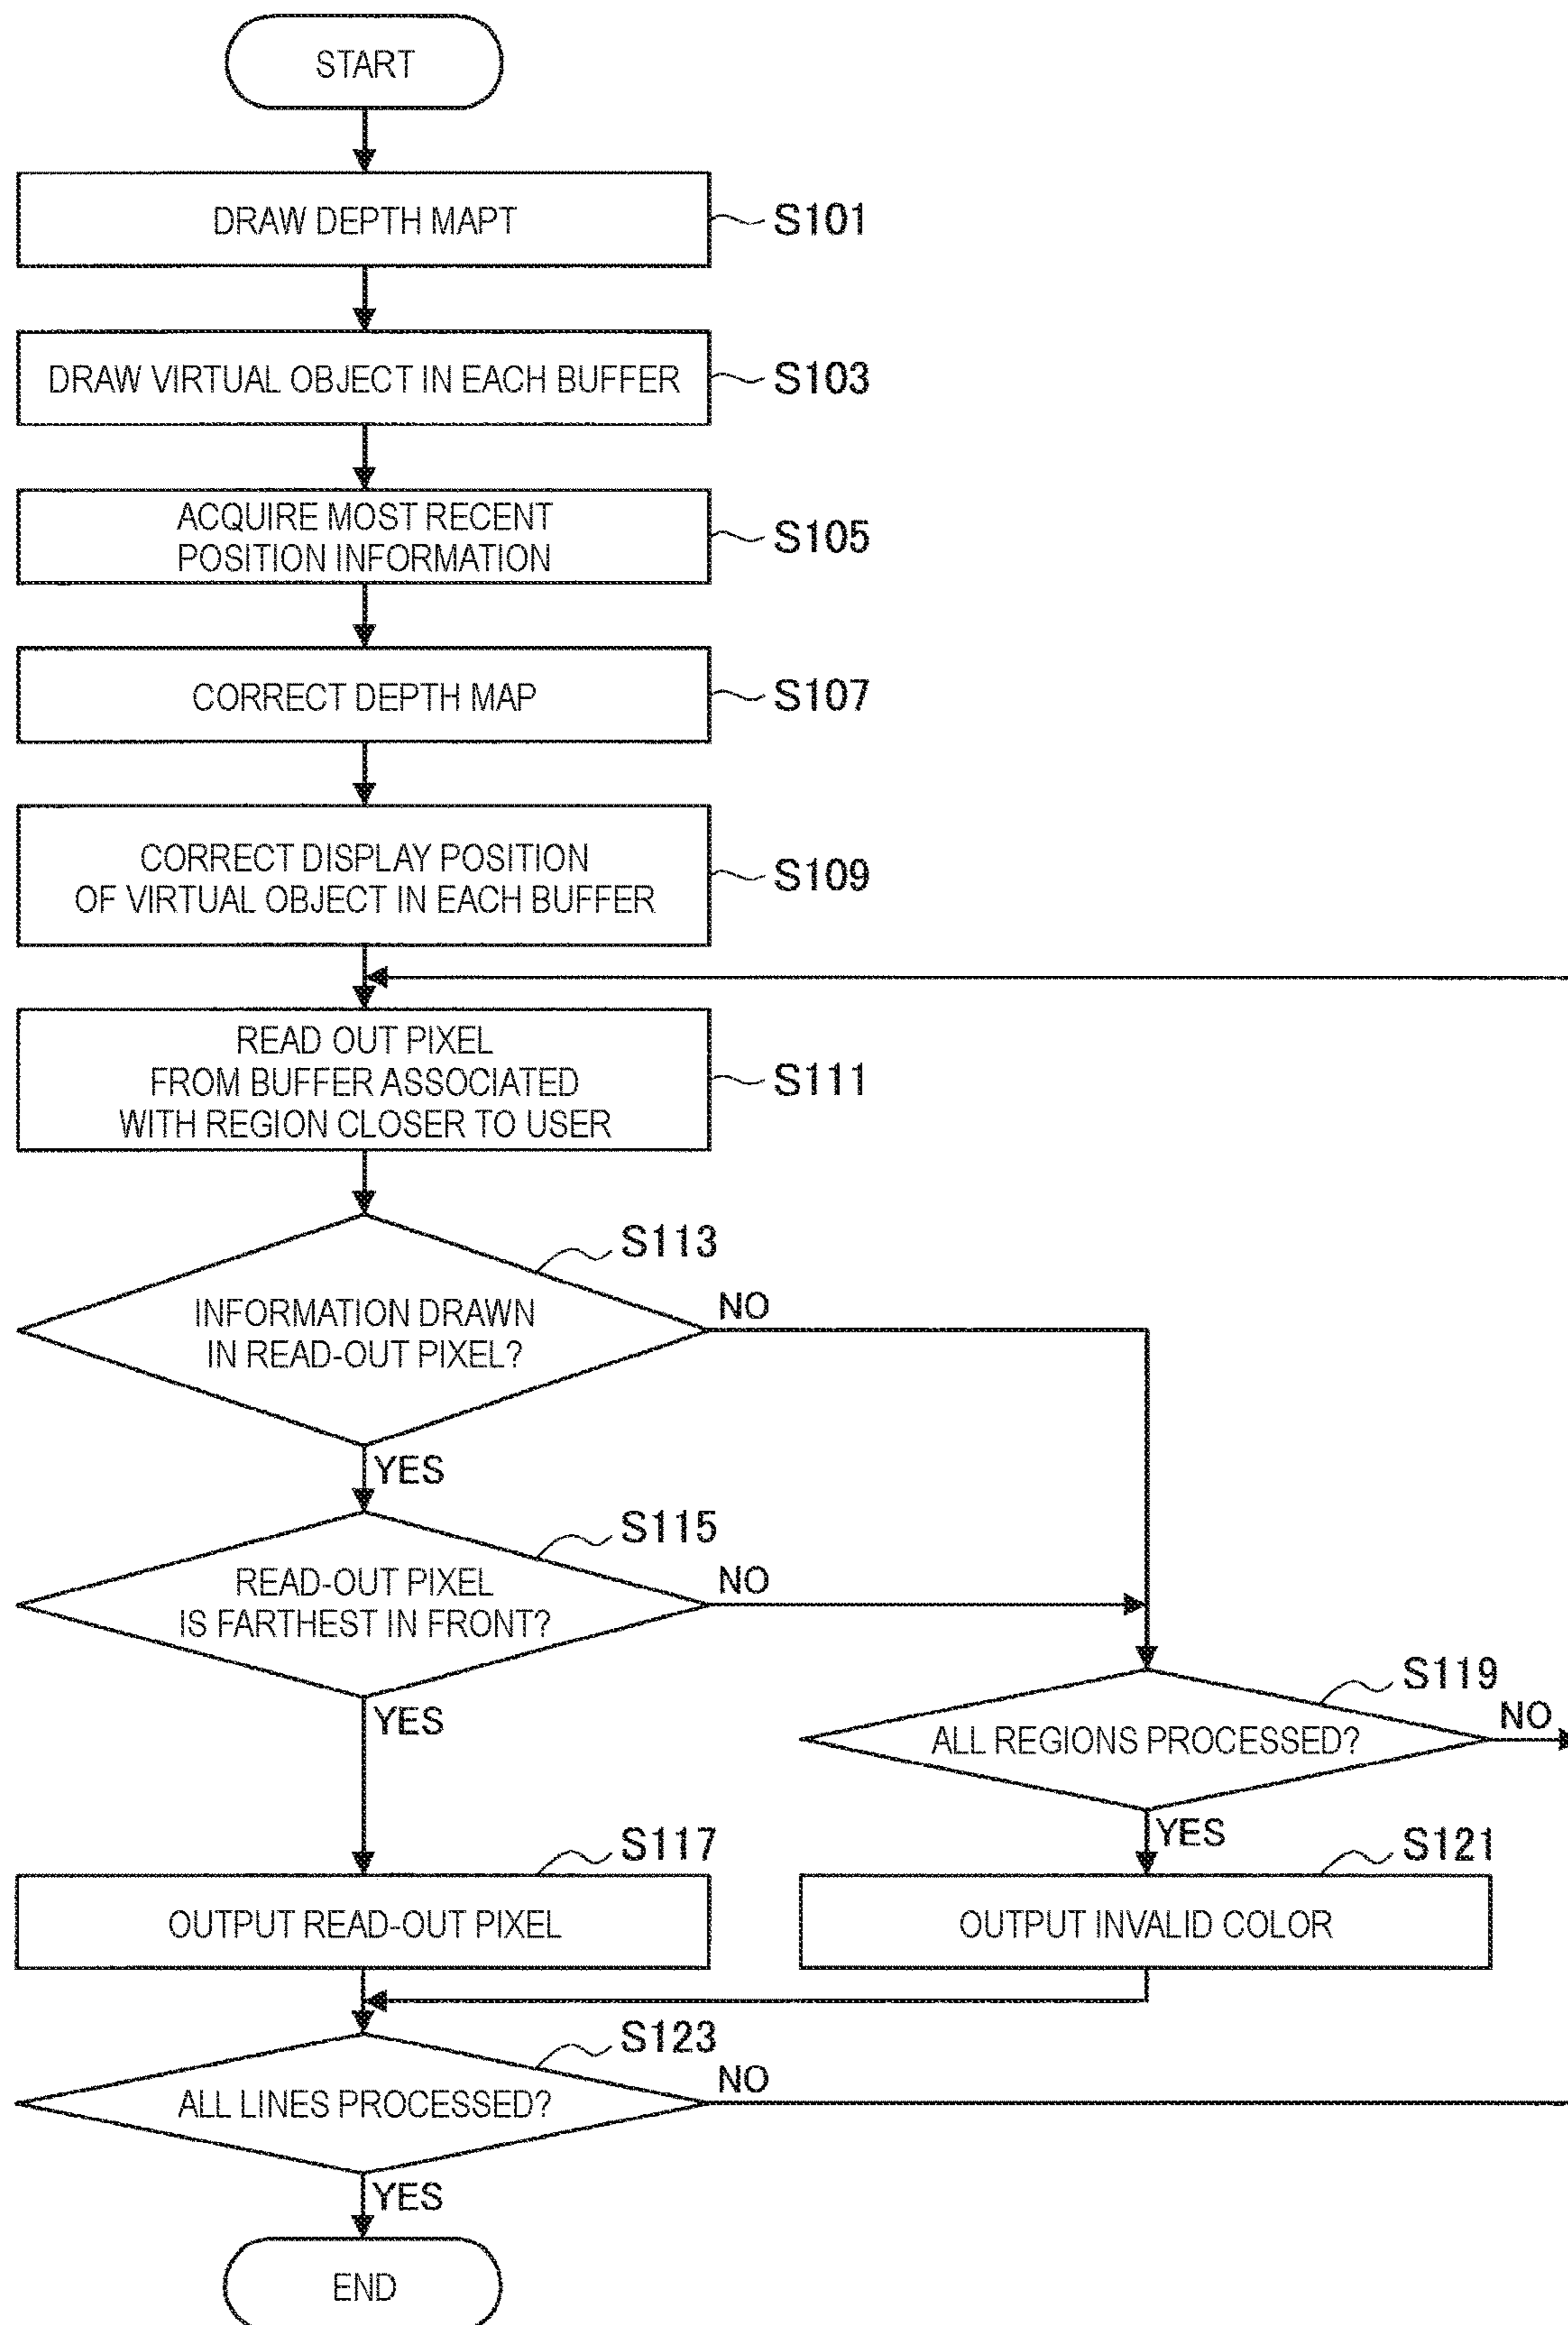 START
DRAW DEPTH MAPT
S101
DRAW VIRTUAL OBJECT IN EACH BUFFER
S103
ACQUIRE MOST RECENT
POSITION INFORMATION
S105
CORRECT DEPTH MAP
S107
CORRECT DISPLAY POSITION
OF VIRTUAL OBJECT IN EACH BUFFER
S109
READ OUT PIXEL
FROM BUFFER ASSOCIATED
WITH REGION CLOSER TO USER
S111
S113
INFORMATION DRAWN
IN READ-OUT PIXEL?
NO
YES
S115
READ-OUT PIXEL
IS FARTHEST IN FRONT?
NO
YES
S119
ALL REGIONS PROCESSED?
NO
YES
S117
OUTPUT READ-OUT PIXEL
S121
OUTPUT INVALID COLOR
S123
ALL LINES PROCESSED?
NO
YES
END